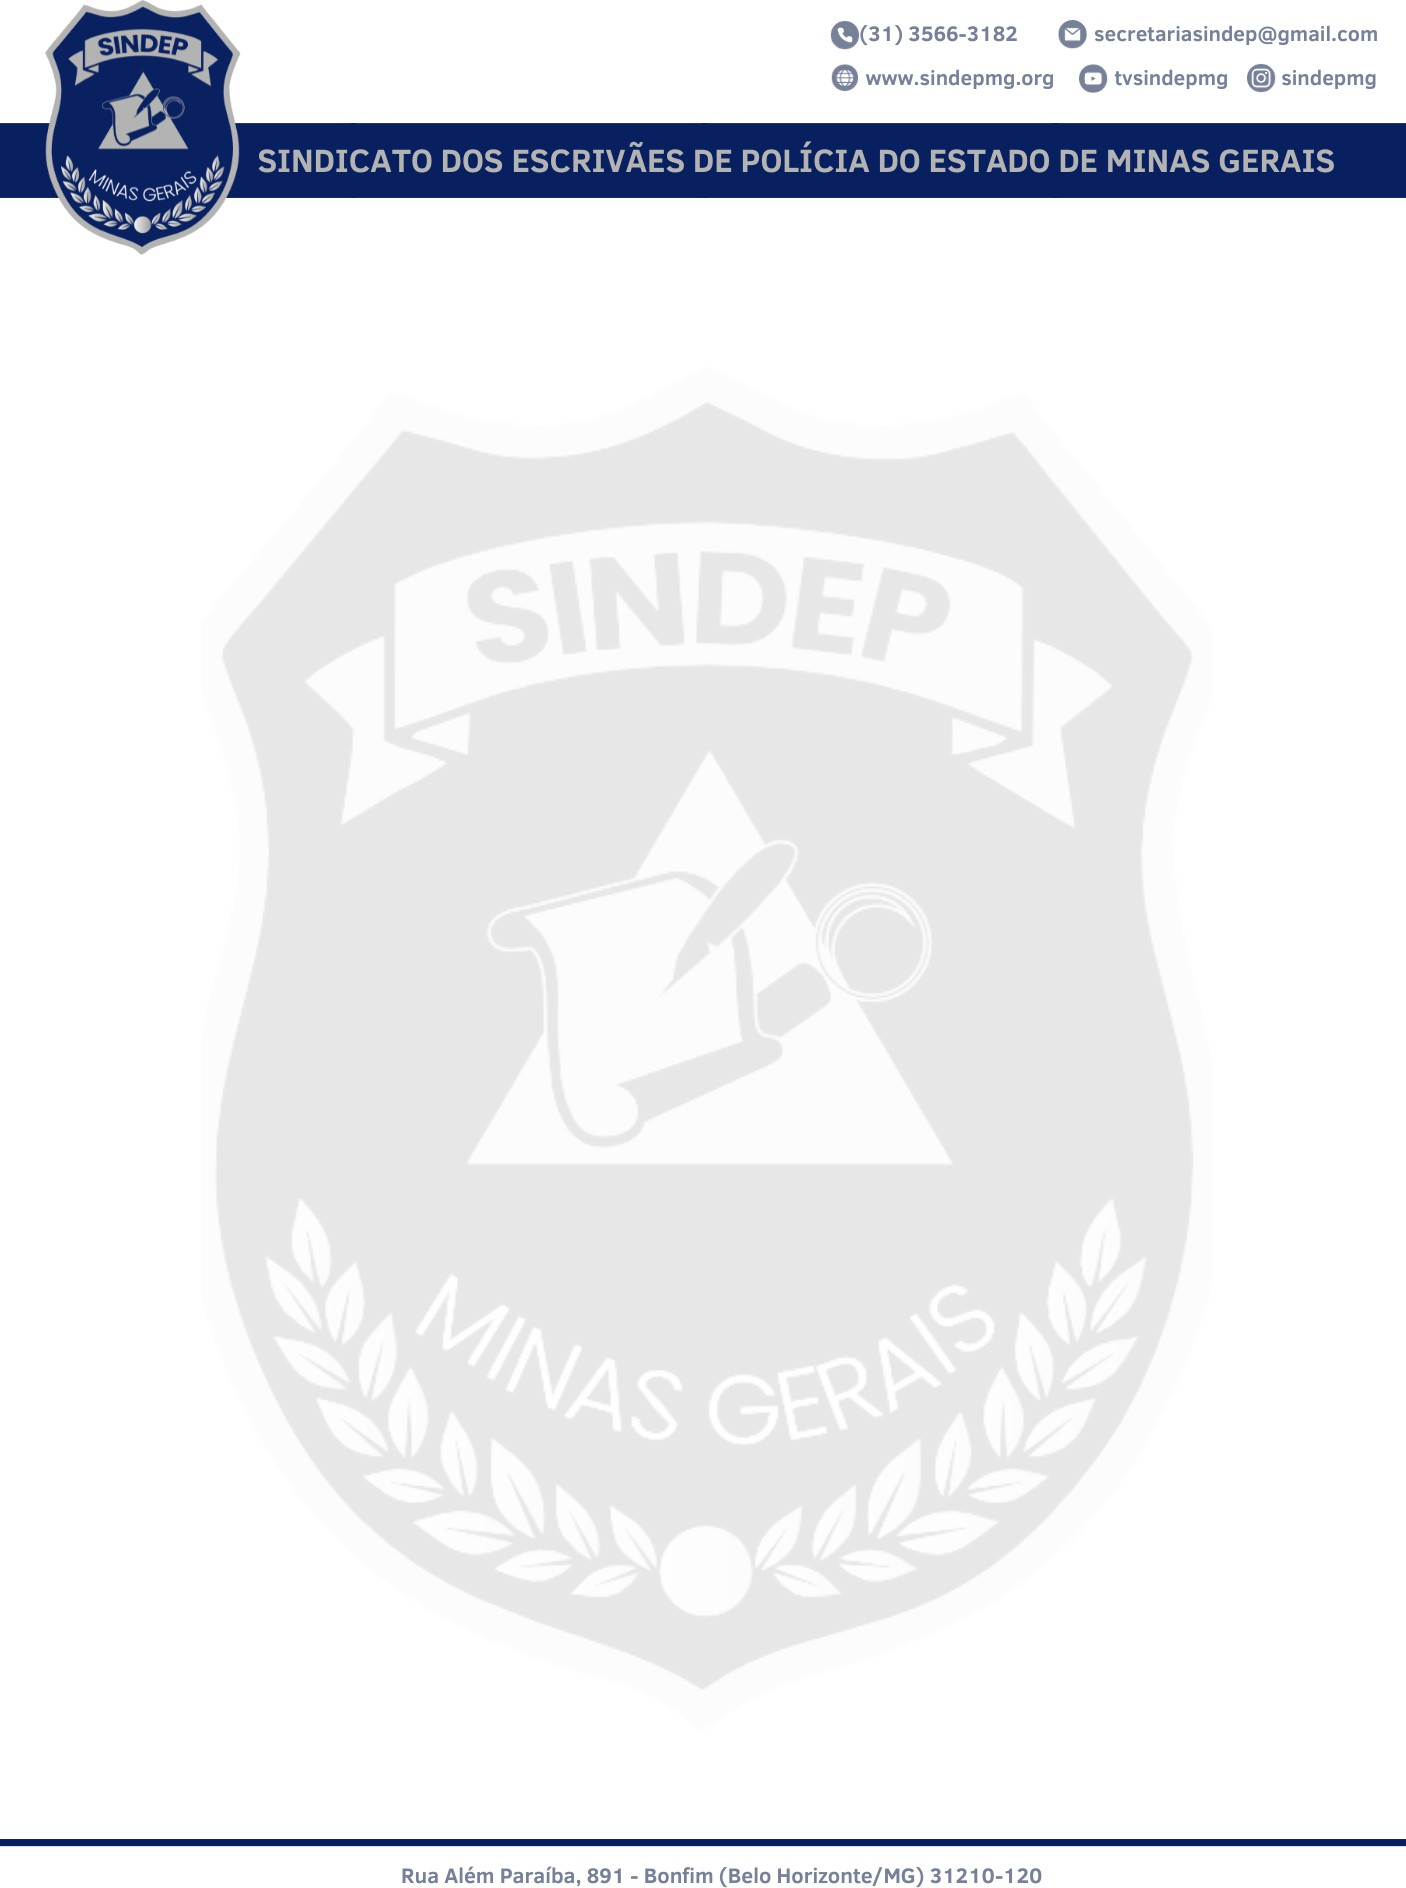 SINDEP
MINAS GERAIS
(31) 3566-3182 secretariasindep@gmail.com
www.sindepmg.org tvsindepmg sindepmg
SINDICATO DOS ESCRIVÃES DE POLÍCIA DO ESTADO DE MINAS GERAIS
SINDEP
MINAS GERAIS
Rua Além Paraíba, 891 - Bonfim (Belo Horizonte/MG) 31210-120